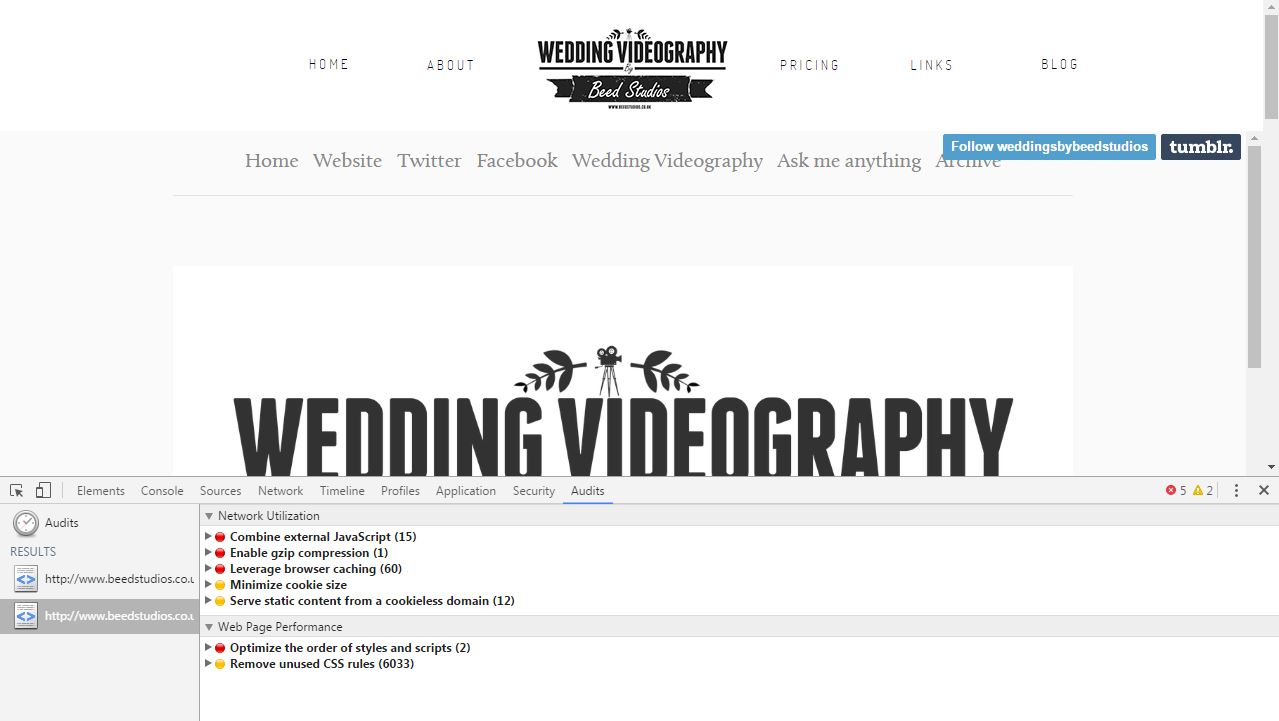 HOME ABOUT WEDDING VIDEOGRAPHY PRICING LINKS BLOG
By
Beed Studios
WWW.BEEDSTUDIOS.CO.UK
Home Website Twitter Facebook Wedding Videography Ask me anything Archive
Follow weddingsbybeedstudios tumblr.
WEDDING VIDEOGRAPHY
Elements Console Sources Network Timeline Profiles Application Security Audits 5 2
Audits
RESULTS
http://www.beedstudios.co.u
http://www.beedstudios.co.u
Network Utilization
Combine external JavaScript (15)
Enable gzip compression (1)
Leverage browser caching (60)
Minimize cookie size
Serve static content from a cookieless domain (12)
Web Page Performance
Optimize the order of styles and scripts (2)
Remove unused CSS rules (6033)